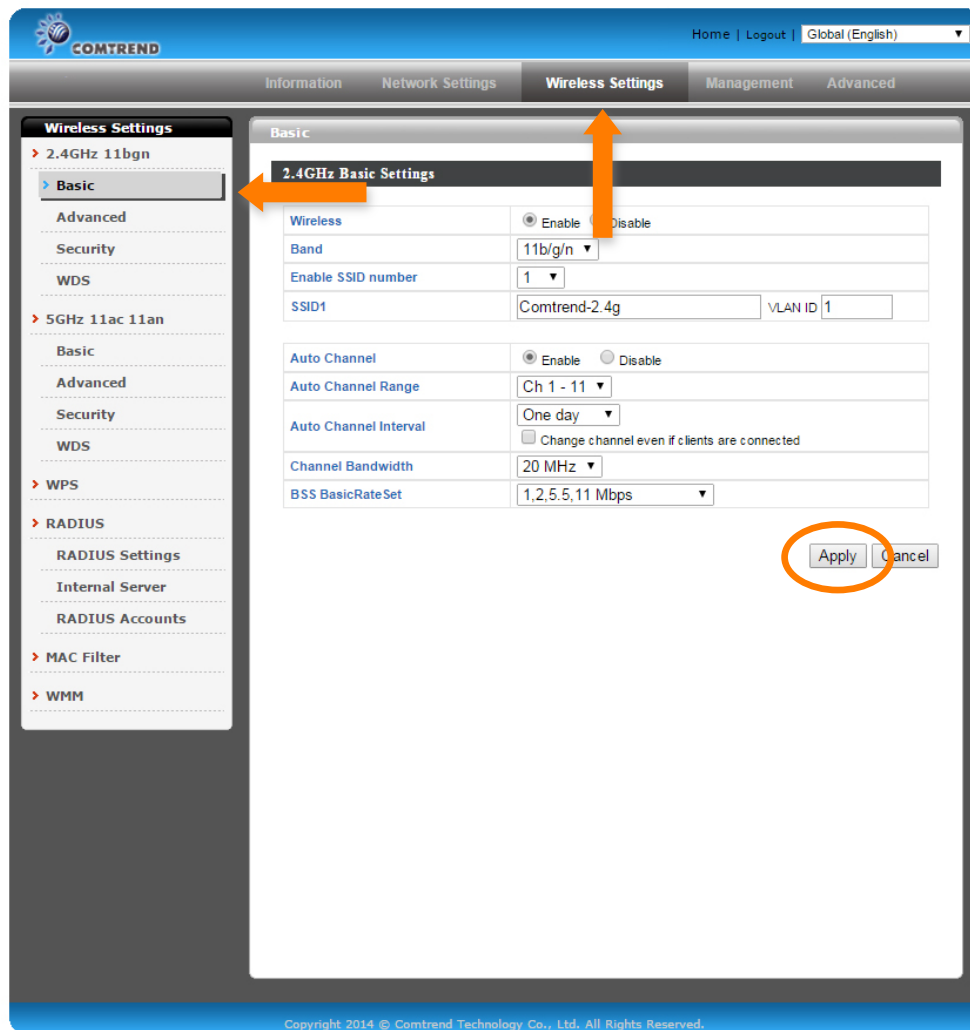 COMTREND
Home | Logout | Global (English)
Information Network Settings Wireless Settings Management Advanced
Wireless Settings
2.4GHz 11bgn
Basic
Advanced
Security
WDS
5GHz 11ac 11an
Basic
Advanced
Security
WDS
WPS
RADIUS
RADIUS Settings
Internal Server
RADIUS Accounts
MAC Filter
WMM
Basic
2.4GHz Basic Settings
Wireless Enable Disable
Band 11b/g/n
Enable SSID number 1
SSID1 Comtrend-2.4g VLAN ID 1
Auto Channel Enable Disable
Auto Channel Range Ch 1 - 11
Auto Channel Interval One day
Change channel even if clients are connected
Channel Bandwidth 20 MHz
BSS BasicRateSet 1,2,5.5,11 Mbps
Apply Cancel
Copyright 2014 © Comtrend Technology Co., Ltd. All Rights Reserved.